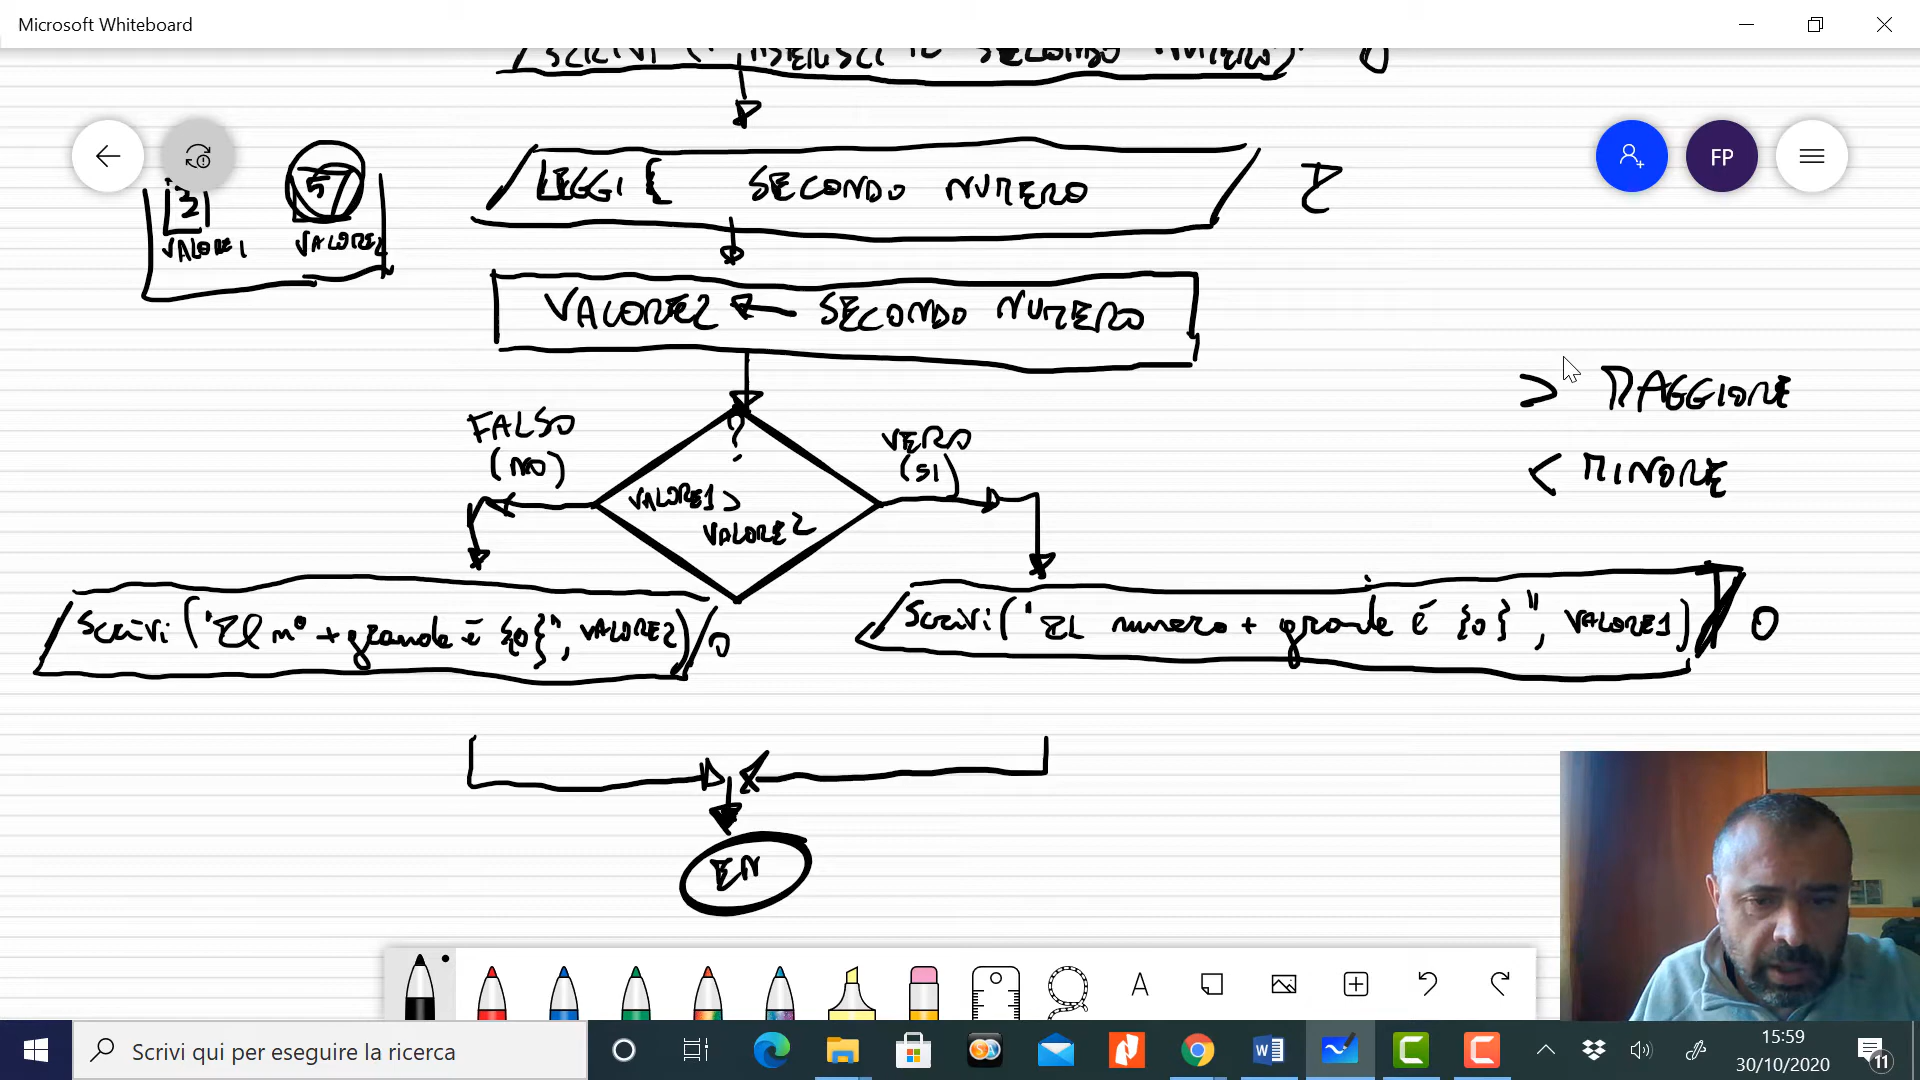 Microsoft Whiteboard
SECONDO
FP
LEGGI SECONDO NUMERO
I
3
57
VALORE1
VALORE2
VALORE2 ← SECONDO NUMERO
> MAGGIORE
< MINORE
FALSO
(NO)
?
VERO
(SI)
VALORE1 >
VALORE2
Scrivi ("Il n° + grande è {0}", VALORE2) O
Scrivi ("Il numero + grande è {0}", VALORE1) O
EN
A
Scrivi qui per eseguire la ricerca
15:59
30/10/2020
11